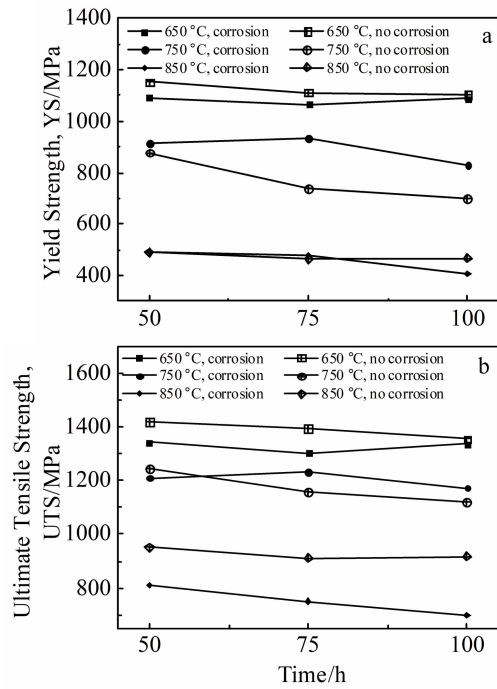 1400
1200
1000
800
600
400
Yield Strength, YS/MPa
650 °C, corrosion 650 °C, no corrosion
750 °C, corrosion 750 °C, no corrosion
850 °C, corrosion 850 °C, no corrosion
a
50 75 100
1600
1400
1200
1000
800
Ultimate Tensile Strength,
UTS/MPa
650 °C, corrosion 650 °C, no corrosion
750 °C, corrosion 750 °C, no corrosion
850 °C, corrosion 850 °C, no corrosion
b
50 75 100
Time/h